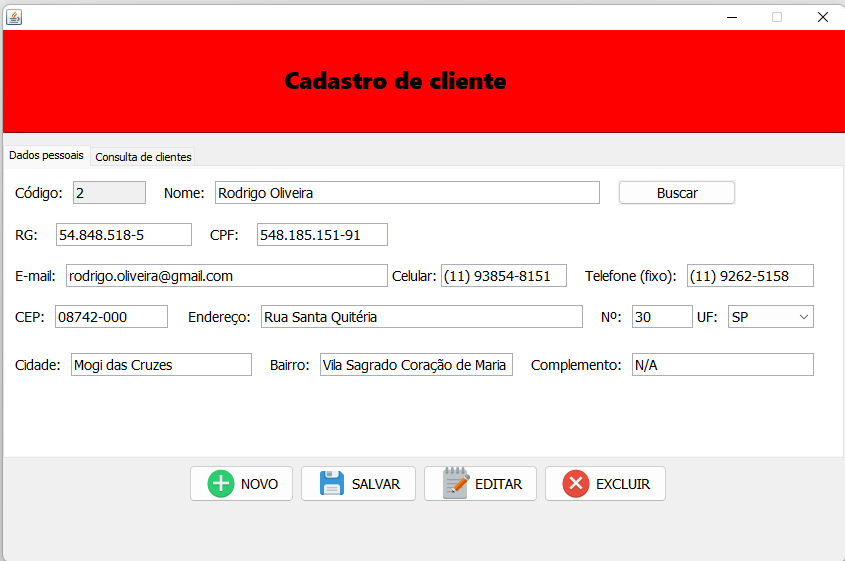 Cadastro de cliente
Dados pessoais Consulta de clientes
Código: 2 Nome: Rodrigo Oliveira Buscar
RG: 54.848.518-5 CPF: 548.185.151-91
E-mail: rodrigo.oliveira@gmail.com Celular: (11) 93854-8151 Telefone (fixo): (11) 9262-5158
CEP: 08742-000 Endereço: Rua Santa Quitéria Nº: 30 UF: SP
Cidade: Mogi das Cruzes Bairro: Vila Sagrado Coração de Maria Complemento: N/A
NOVO SALVAR EDITAR EXCLUIR